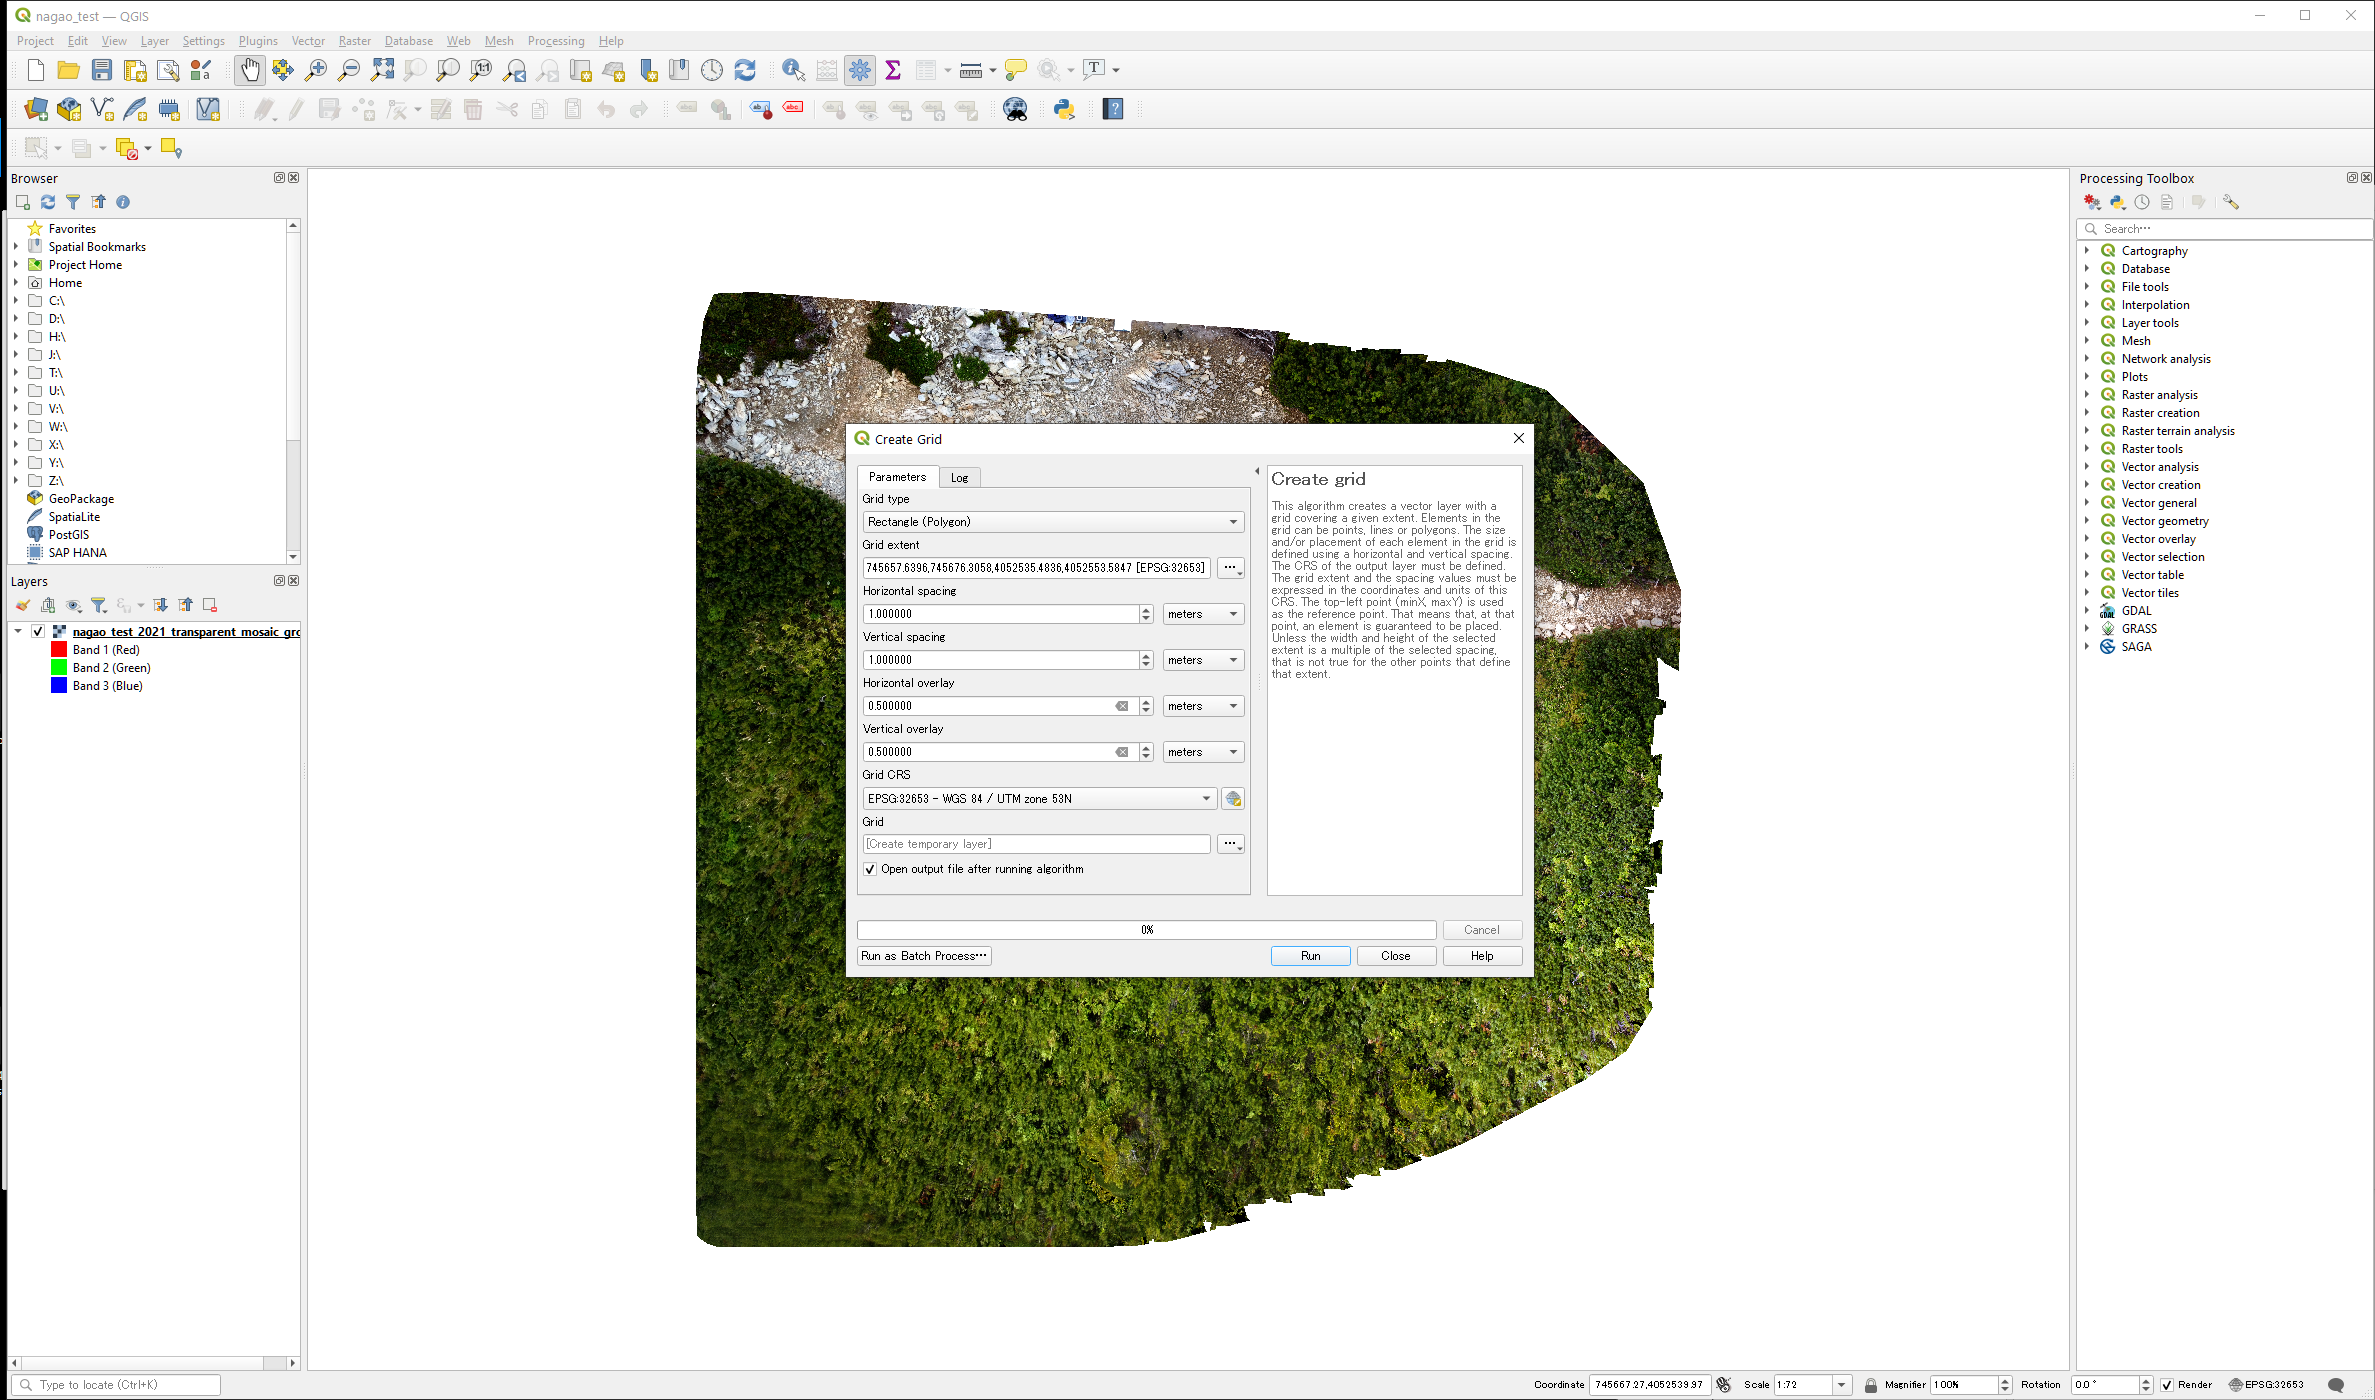 nagao_test — QGIS
Project Edit View Layer Settings Plugins Vector Raster Database Web Mesh Processing Help
Browser
Favorites
Spatial Bookmarks
Project Home
Home
C:\
D:\
H:\
J:\
T:\
U:\
V:\
W:\
X:\
Y:\
Z:\
GeoPackage
SpatiaLite
PostGIS
SAP HANA
Layers
nagao_test_2021_transparent_mosaic_gro
Band 1 (Red)
Band 2 (Green)
Band 3 (Blue)
Create Grid
Parameters Log
Grid type
Rectangle (Polygon)
Grid extent
745657.6396,745676.3058,4052535.4836,4052553.5847 [EPSG:32653]
Horizontal spacing
1.000000 meters
Vertical spacing
1.000000 meters
Horizontal overlay
0.500000 meters
Vertical overlay
0.500000 meters
Grid CRS
EPSG:32653 - WGS 84 / UTM zone 53N
Grid
[Create temporary layer]
Open output file after running algorithm
Create grid
This algorithm creates a vector layer with a
grid covering a given extent. Elements in the
grid can be points, lines or polygons. The size
and/or placement of each element in the grid is
defined using a horizontal and vertical spacing.
The CRS of the output layer must be defined.
The grid extent and the spacing values must be
expressed in the coordinates and units of this
CRS. The top-left point (minX, maxY) is used
as the reference point. That means that, at that
point, an element is guaranteed to be placed.
Unless the width and height of the selected
extent is a multiple of the selected spacing,
that is not true for the other points that define
that extent.
0% Cancel
Run as Batch Process… Run Close Help
Processing Toolbox
Search…
Cartography
Database
File tools
Interpolation
Layer tools
Mesh
Network analysis
Plots
Raster analysis
Raster creation
Raster terrain analysis
Raster tools
Vector analysis
Vector creation
Vector general
Vector geometry
Vector overlay
Vector selection
Vector table
Vector tiles
GDAL
GRASS
SAGA
Type to locate (Ctrl+K) Coordinate 745667.27,4052539.97 Scale 1:72 Magnifier 100% Rotation 0.0 ° Render EPSG:32653